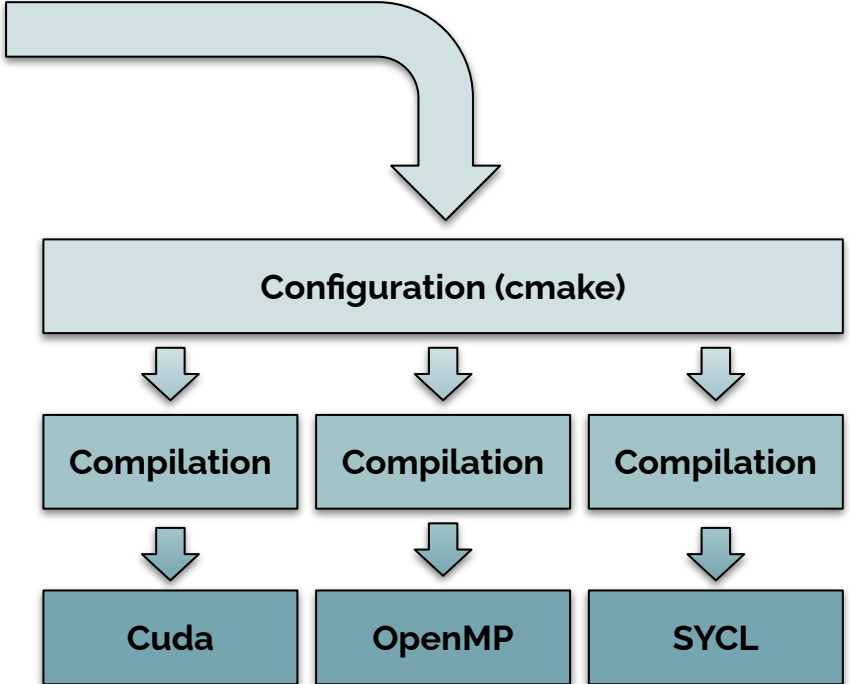 Configuration (cmake)
Compilation
Compilation
Compilation
Cuda
OpenMP
SYCL